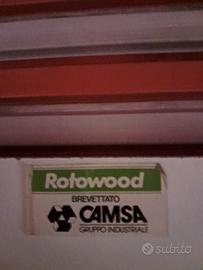 Rotowood
BREVETTATO
CAMSA
GRUPPO INDUSTRIALE
subito